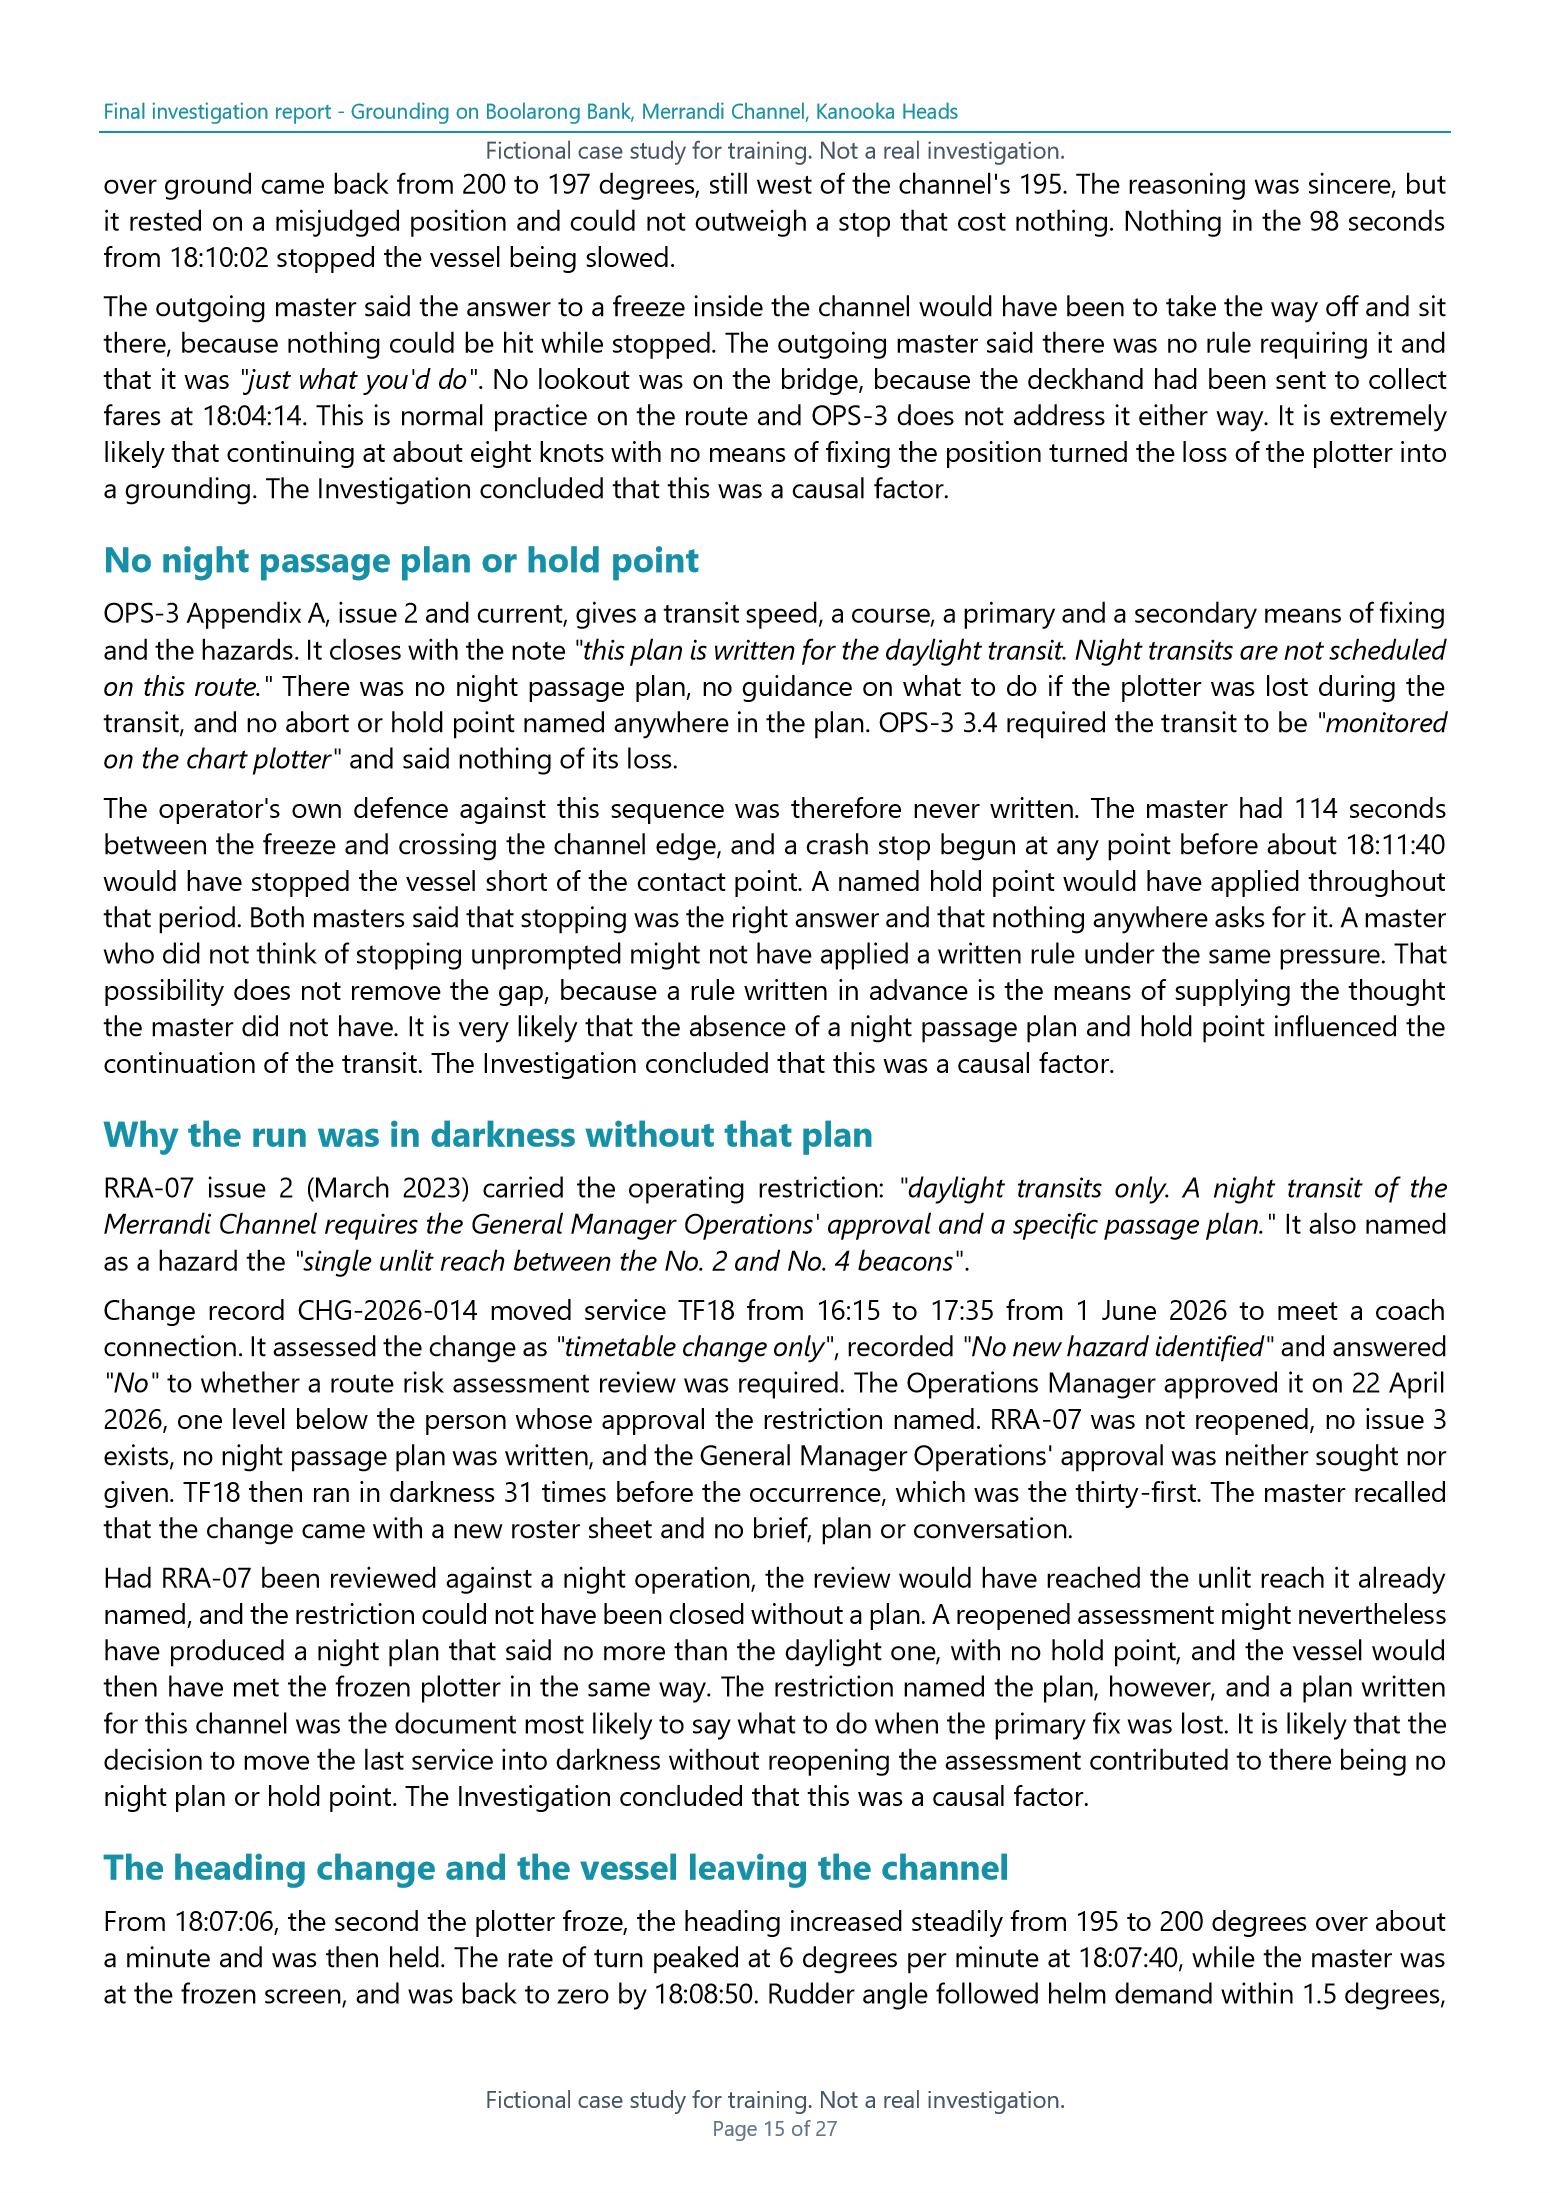 Final investigation report - Grounding on Boolarong Bank, Merrandi Channel, Kanooka Heads
Fictional case study for training. Not a real investigation.
over ground came back from 200 to 197 degrees, still west of the channel's 195. The reasoning was sincere, but
it rested on a misjudged position and could not outweigh a stop that cost nothing. Nothing in the 98 seconds
from 18:10:02 stopped the vessel being slowed.
The outgoing master said the answer to a freeze inside the channel would have been to take the way off and sit
there, because nothing could be hit while stopped. The outgoing master said there was no rule requiring it and
that it was "just what you'd do". No lookout was on the bridge, because the deckhand had been sent to collect
fares at 18:04:14. This is normal practice on the route and OPS-3 does not address it either way. It is extremely
likely that continuing at about eight knots with no means of fixing the position turned the loss of the plotter into
a grounding. The Investigation concluded that this was a causal factor.
No night passage plan or hold point
OPS-3 Appendix A, issue 2 and current, gives a transit speed, a course, a primary and a secondary means of fixing
and the hazards. It closes with the note "this plan is written for the daylight transit. Night transits are not scheduled
on this route." There was no night passage plan, no guidance on what to do if the plotter was lost during the
transit, and no abort or hold point named anywhere in the plan. OPS-3 3.4 required the transit to be "monitored
on the chart plotter" and said nothing of its loss.
The operator's own defence against this sequence was therefore never written. The master had 114 seconds
between the freeze and crossing the channel edge, and a crash stop begun at any point before about 18:11:40
would have stopped the vessel short of the contact point. A named hold point would have applied throughout
that period. Both masters said that stopping was the right answer and that nothing anywhere asks for it. A master
who did not think of stopping unprompted might not have applied a written rule under the same pressure. That
possibility does not remove the gap, because a rule written in advance is the means of supplying the thought
the master did not have. It is very likely that the absence of a night passage plan and hold point influenced the
continuation of the transit. The Investigation concluded that this was a causal factor.
Why the run was in darkness without that plan
RRA-07 issue 2 (March 2023) carried the operating restriction: "daylight transits only. A night transit of the
Merrandi Channel requires the General Manager Operations' approval and a specific passage plan." It also named
as a hazard the "single unlit reach between the No. 2 and No. 4 beacons".
Change record CHG-2026-014 moved service TF18 from 16:15 to 17:35 from 1 June 2026 to meet a coach
connection. It assessed the change as "timetable change only", recorded "No new hazard identified" and answered
"No" to whether a route risk assessment review was required. The Operations Manager approved it on 22 April
2026, one level below the person whose approval the restriction named. RRA-07 was not reopened, no issue 3
exists, no night passage plan was written, and the General Manager Operations' approval was neither sought nor
given. TF18 then ran in darkness 31 times before the occurrence, which was the thirty-first. The master recalled
that the change came with a new roster sheet and no brief, plan or conversation.
Had RRA-07 been reviewed against a night operation, the review would have reached the unlit reach it already
named, and the restriction could not have been closed without a plan. A reopened assessment might nevertheless
have produced a night plan that said no more than the daylight one, with no hold point, and the vessel would
then have met the frozen plotter in the same way. The restriction named the plan, however, and a plan written
for this channel was the document most likely to say what to do when the primary fix was lost. It is likely that the
decision to move the last service into darkness without reopening the assessment contributed to there being no
night plan or hold point. The Investigation concluded that this was a causal factor.
The heading change and the vessel leaving the channel
From 18:07:06, the second the plotter froze, the heading increased steadily from 195 to 200 degrees over about
a minute and was then held. The rate of turn peaked at 6 degrees per minute at 18:07:40, while the master was
at the frozen screen, and was back to zero by 18:08:50. Rudder angle followed helm demand within 1.5 degrees,
Fictional case study for training. Not a real investigation.
Page 15 of 27